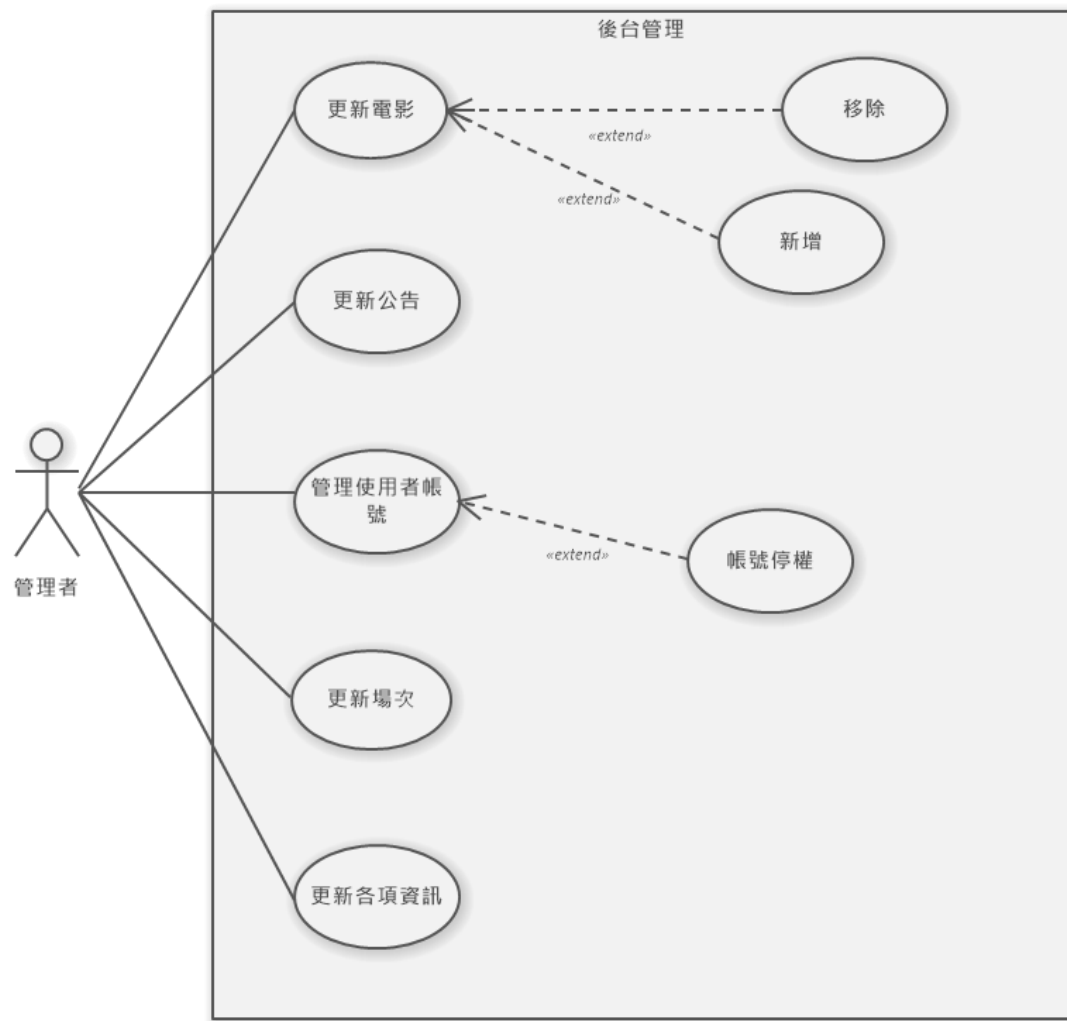 後台管理
更新電影
移除
«extend»
«extend»
新增
更新公告
管理使用者帳
號
«extend»
帳號停權
管理者
更新場次
更新各項資訊